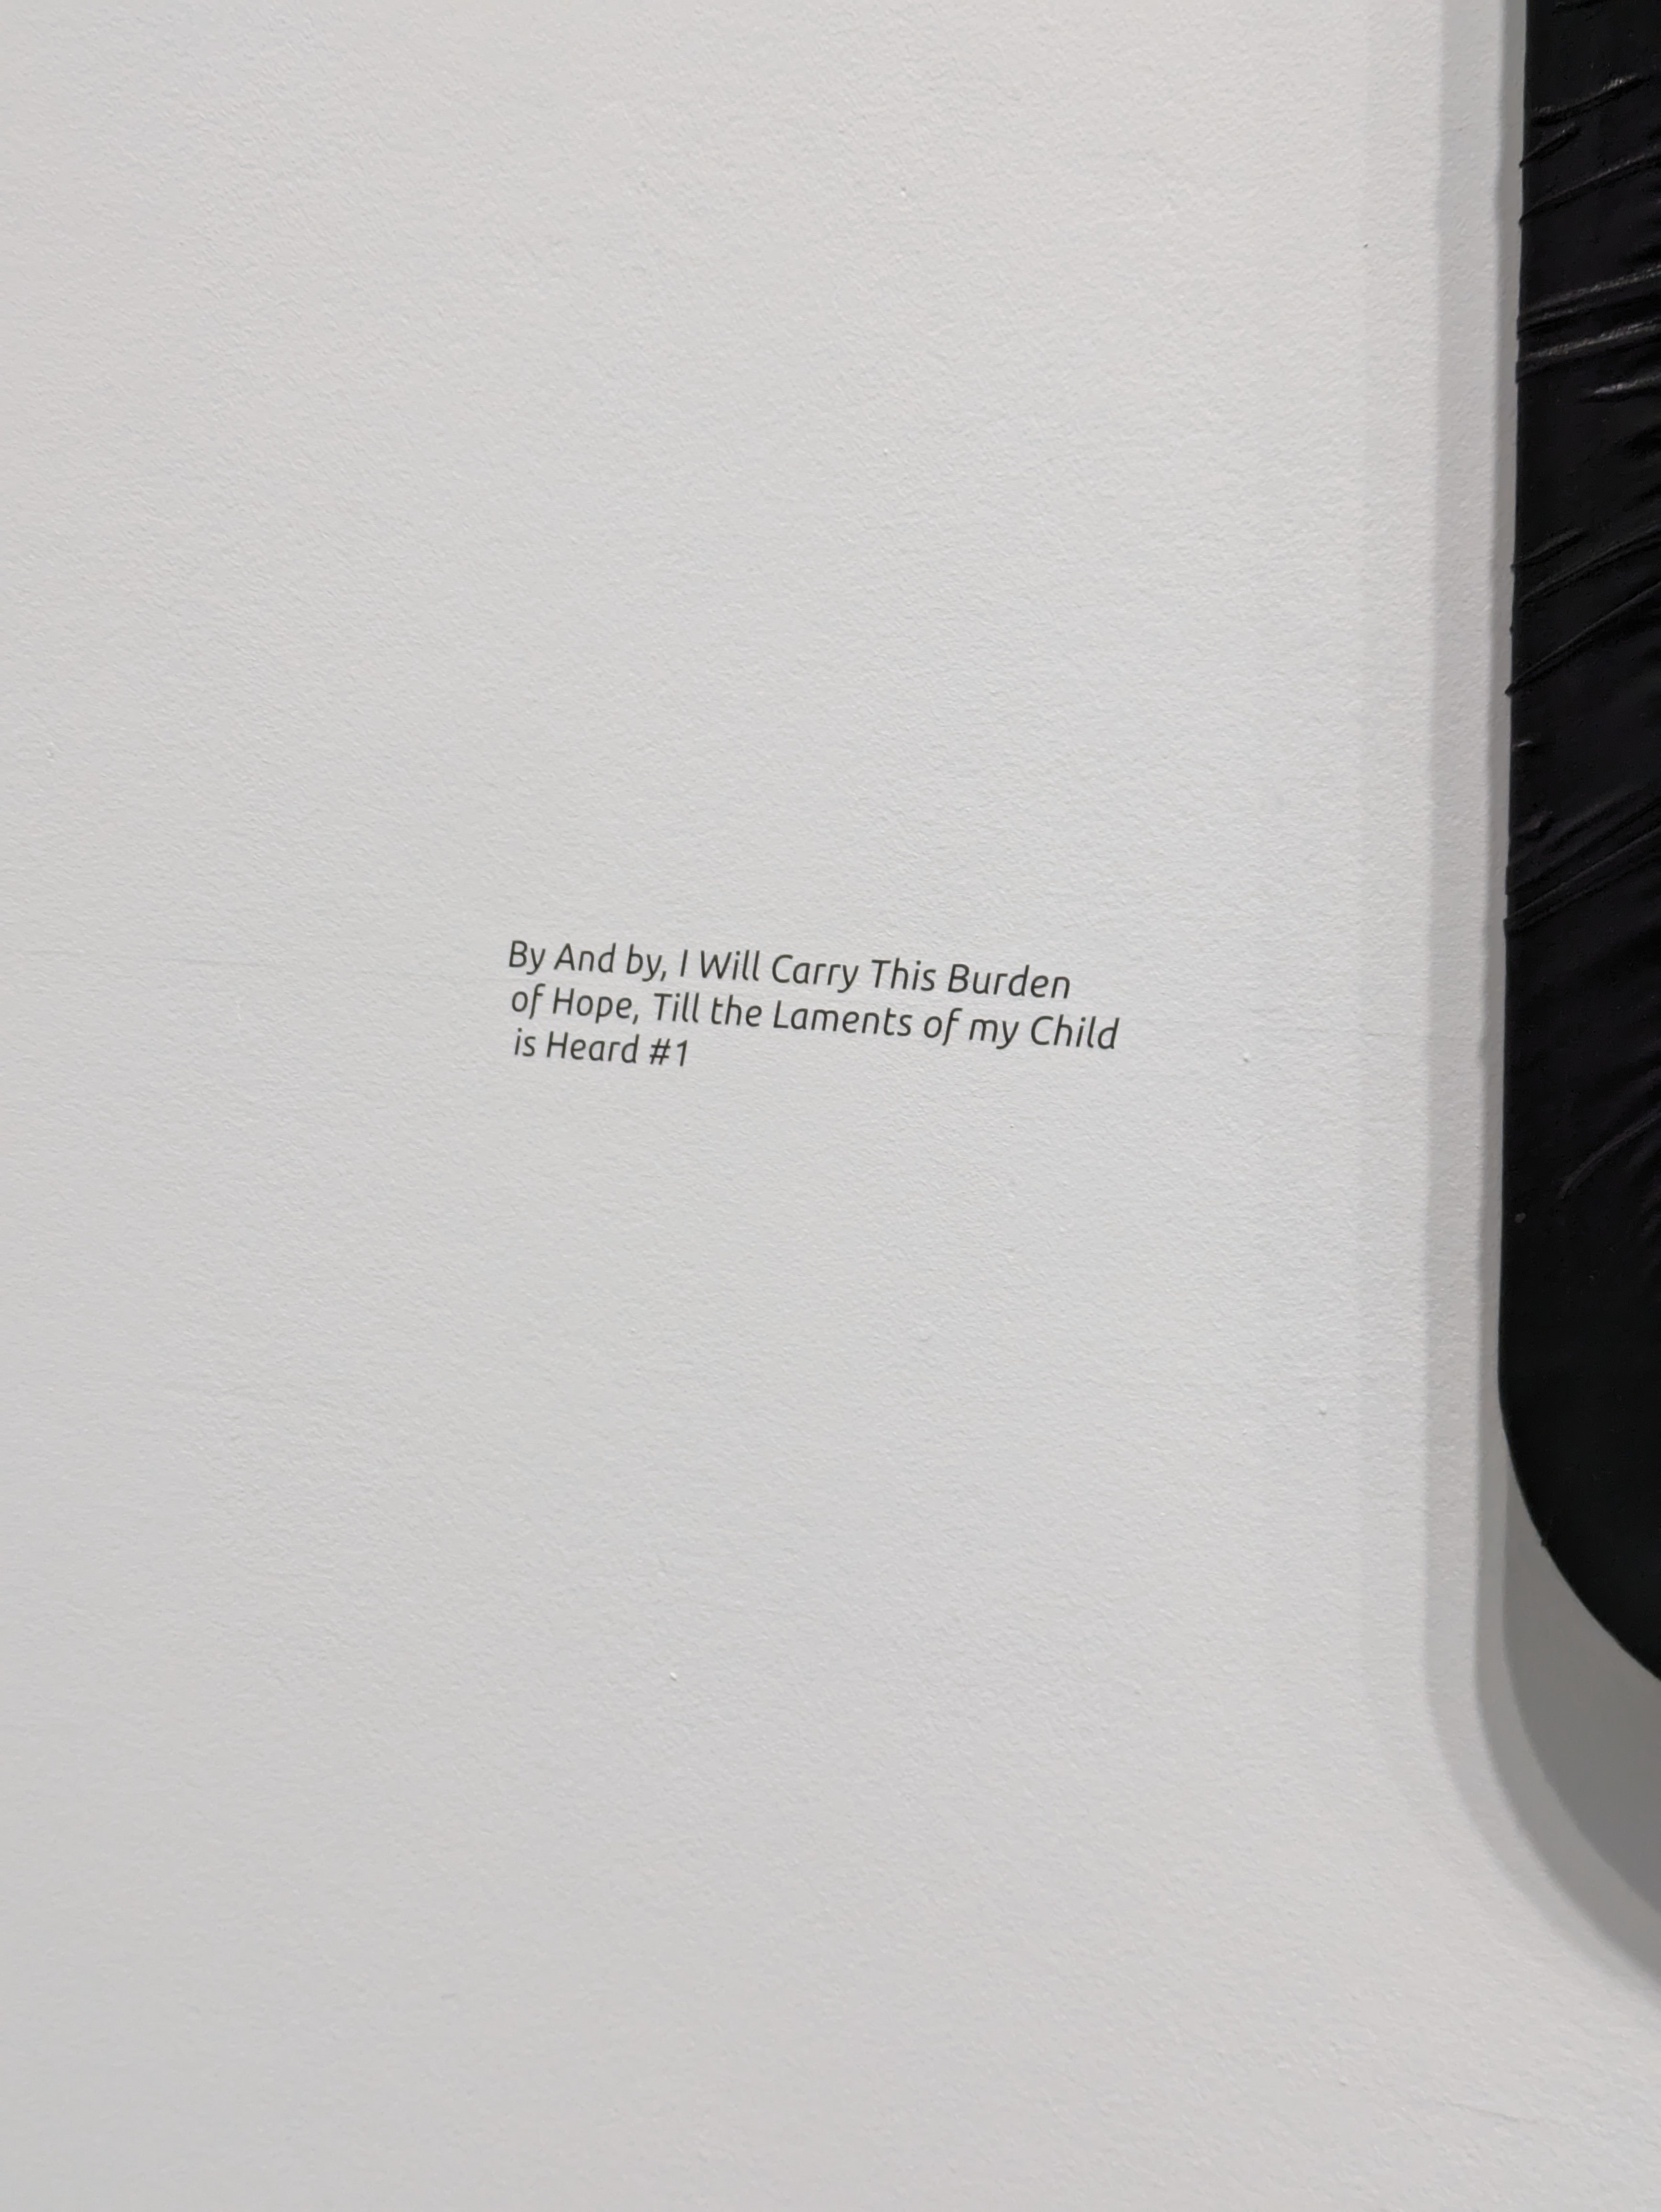 By And by, I Will Carry This Burden
of Hope, Till the Laments of my Child
is Heard #1